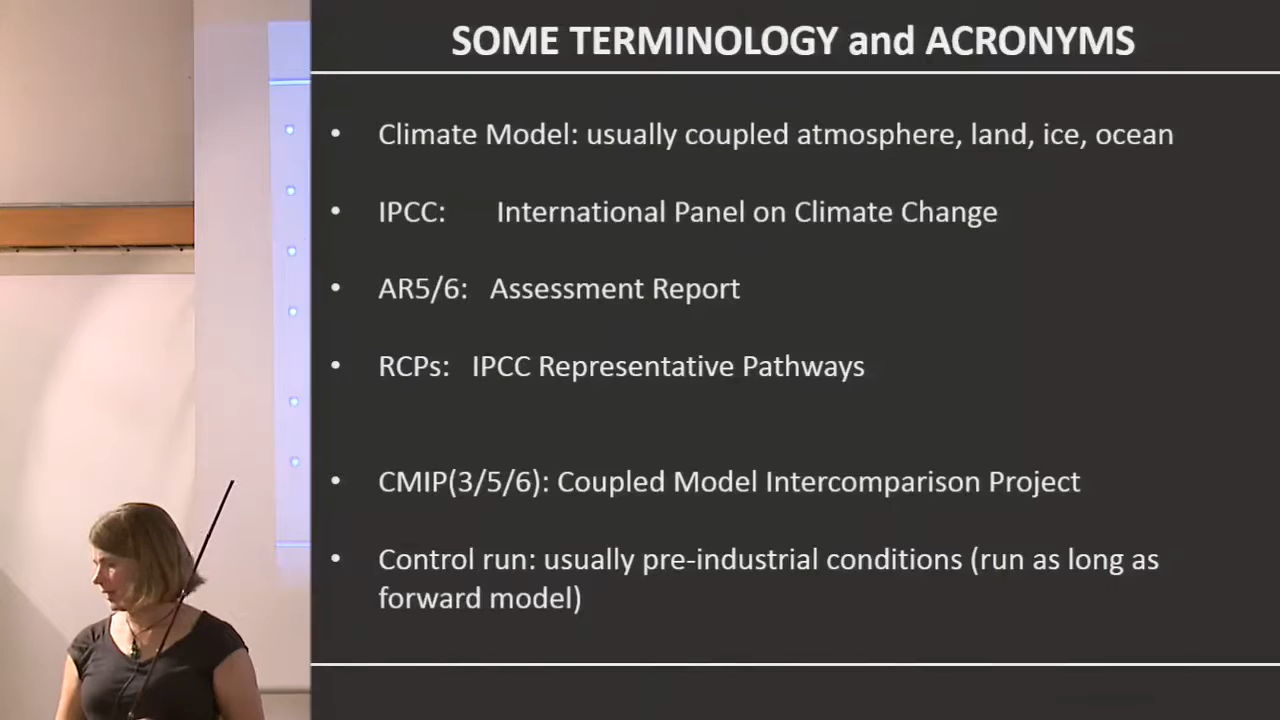 SOME TERMINOLOGY and ACRONYMS
• Climate Model: usually coupled atmosphere, land, ice, ocean
• IPCC: International Panel on Climate Change
• AR5/6: Assessment Report
• RCPs: IPCC Representative Pathways
• CMIP(3/5/6): Coupled Model Intercomparison Project
• Control run: usually pre-industrial conditions (run as long as
forward model)